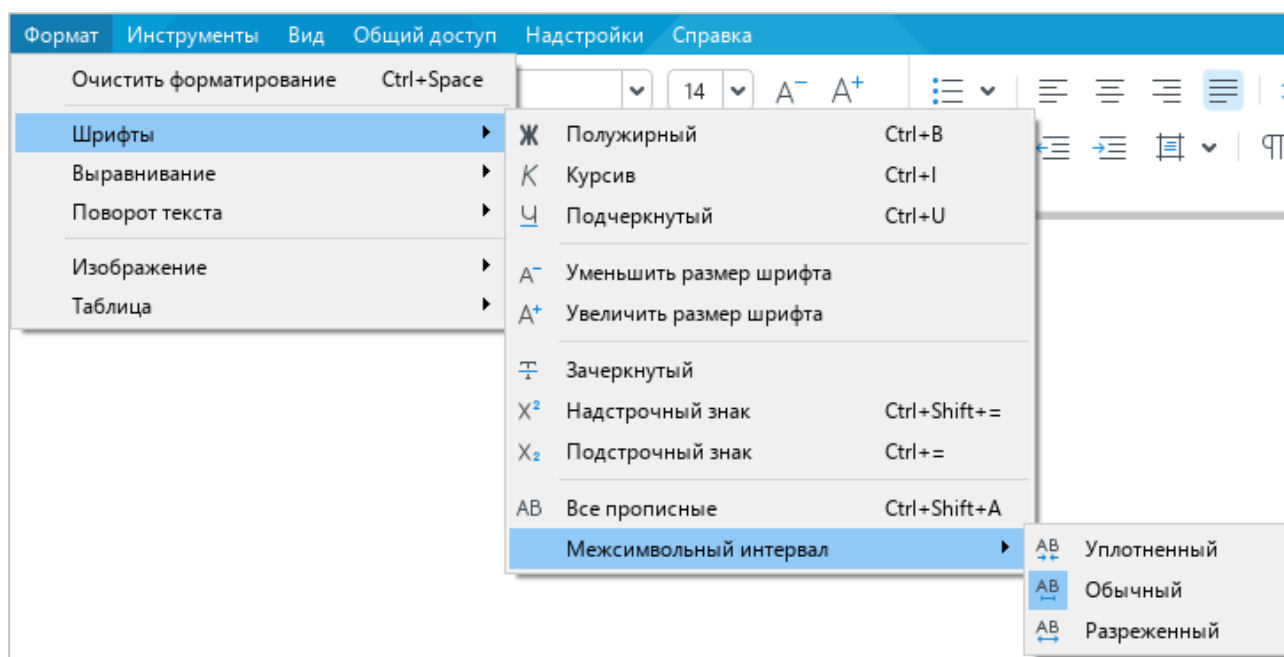 Формат Инструменты Вид Общий доступ Надстройки Справка
Очистить форматирование Ctrl+Space
14 A⁻ A⁺
Шрифты
Ж Полужирный Ctrl+B
Выравнивание
К Курсив Ctrl+I
Поворот текста
Ч Подчеркнутый Ctrl+U
Изображение
A⁻ Уменьшить размер шрифта
Таблица
A⁺ Увеличить размер шрифта
Т Зачеркнутый
X² Надстрочный знак Ctrl+Shift+=
X₂ Подстрочный знак Ctrl+=
AB Все прописные Ctrl+Shift+A
Межсимвольный интервал
AB Уплотненный
AB Обычный
AB Разреженный